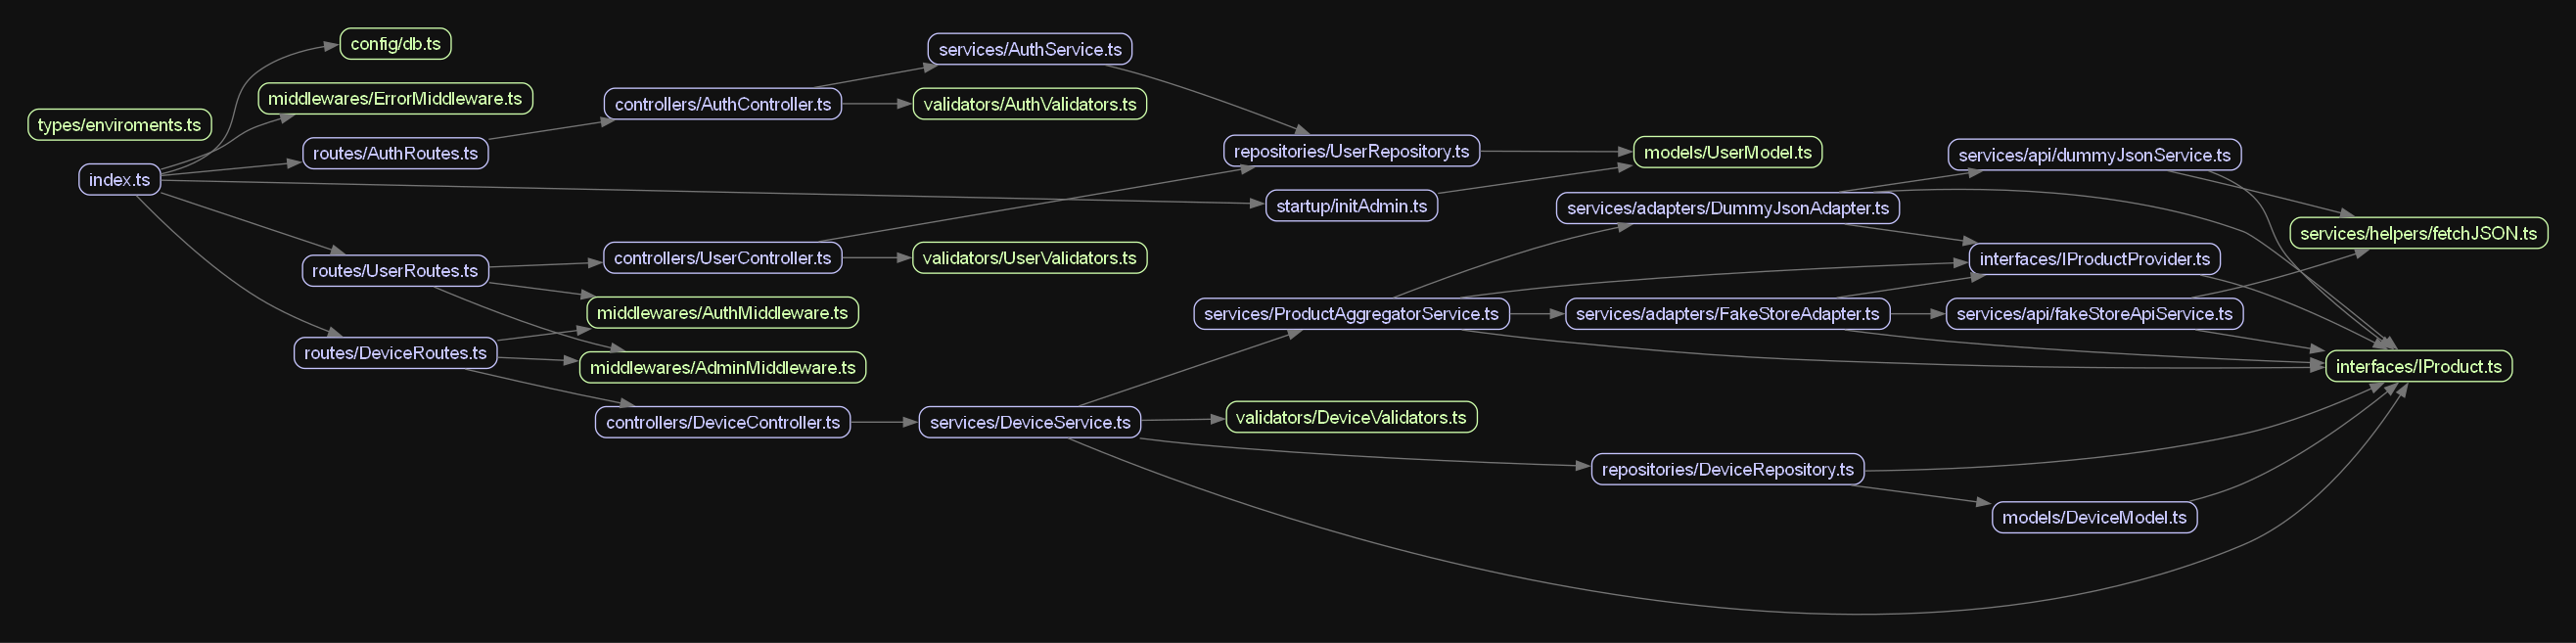 config/db.ts
services/AuthService.ts
middlewares/ErrorMiddleware.ts
controllers/AuthController.ts
validators/AuthValidators.ts
types/enviroments.ts
routes/AuthRoutes.ts
repositories/UserRepository.ts
models/UserModel.ts
services/api/dummyJsonService.ts
index.ts
startup/initAdmin.ts
services/adapters/DummyJsonAdapter.ts
services/helpers/fetchJSON.ts
routes/UserRoutes.ts
controllers/UserController.ts
validators/UserValidators.ts
interfaces/IProductProvider.ts
middlewares/AuthMiddleware.ts
services/ProductAggregatorService.ts
services/adapters/FakeStoreAdapter.ts
services/api/fakeStoreApiService.ts
routes/DeviceRoutes.ts
middlewares/AdminMiddleware.ts
interfaces/IProduct.ts
controllers/DeviceController.ts
services/DeviceService.ts
validators/DeviceValidators.ts
repositories/DeviceRepository.ts
models/DeviceModel.ts